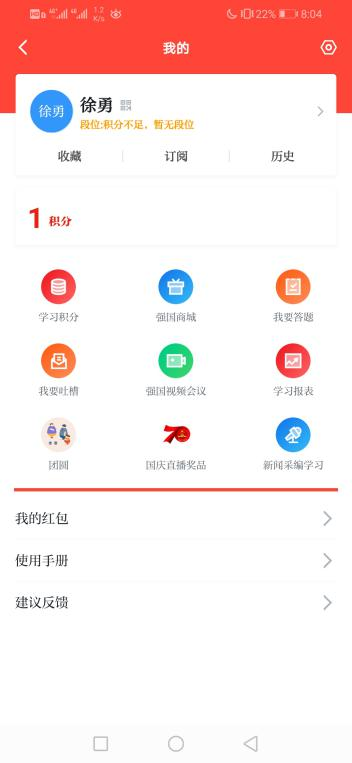 1.2
K/s
22%
8:04
我的
徐勇
徐勇
段位:积分不足，暂无段位
收藏
订阅
历史
1 积分
学习积分
强国商城
我要答题
我要吐槽
强国视频会议
学习报表
团圆
国庆直播奖品
新闻采编学习
我的红包
使用手册
建议反馈